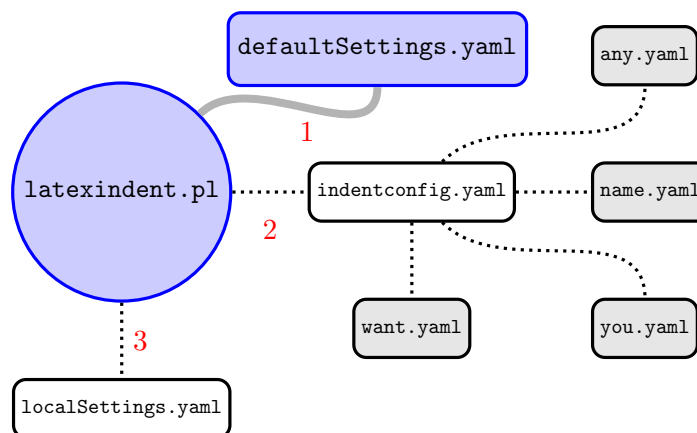 defaultSettings.yaml
any.yaml
1
latexindent.pl
indentconfig.yaml
name.yaml
2
want.yaml
you.yaml
3
localSettings.yaml